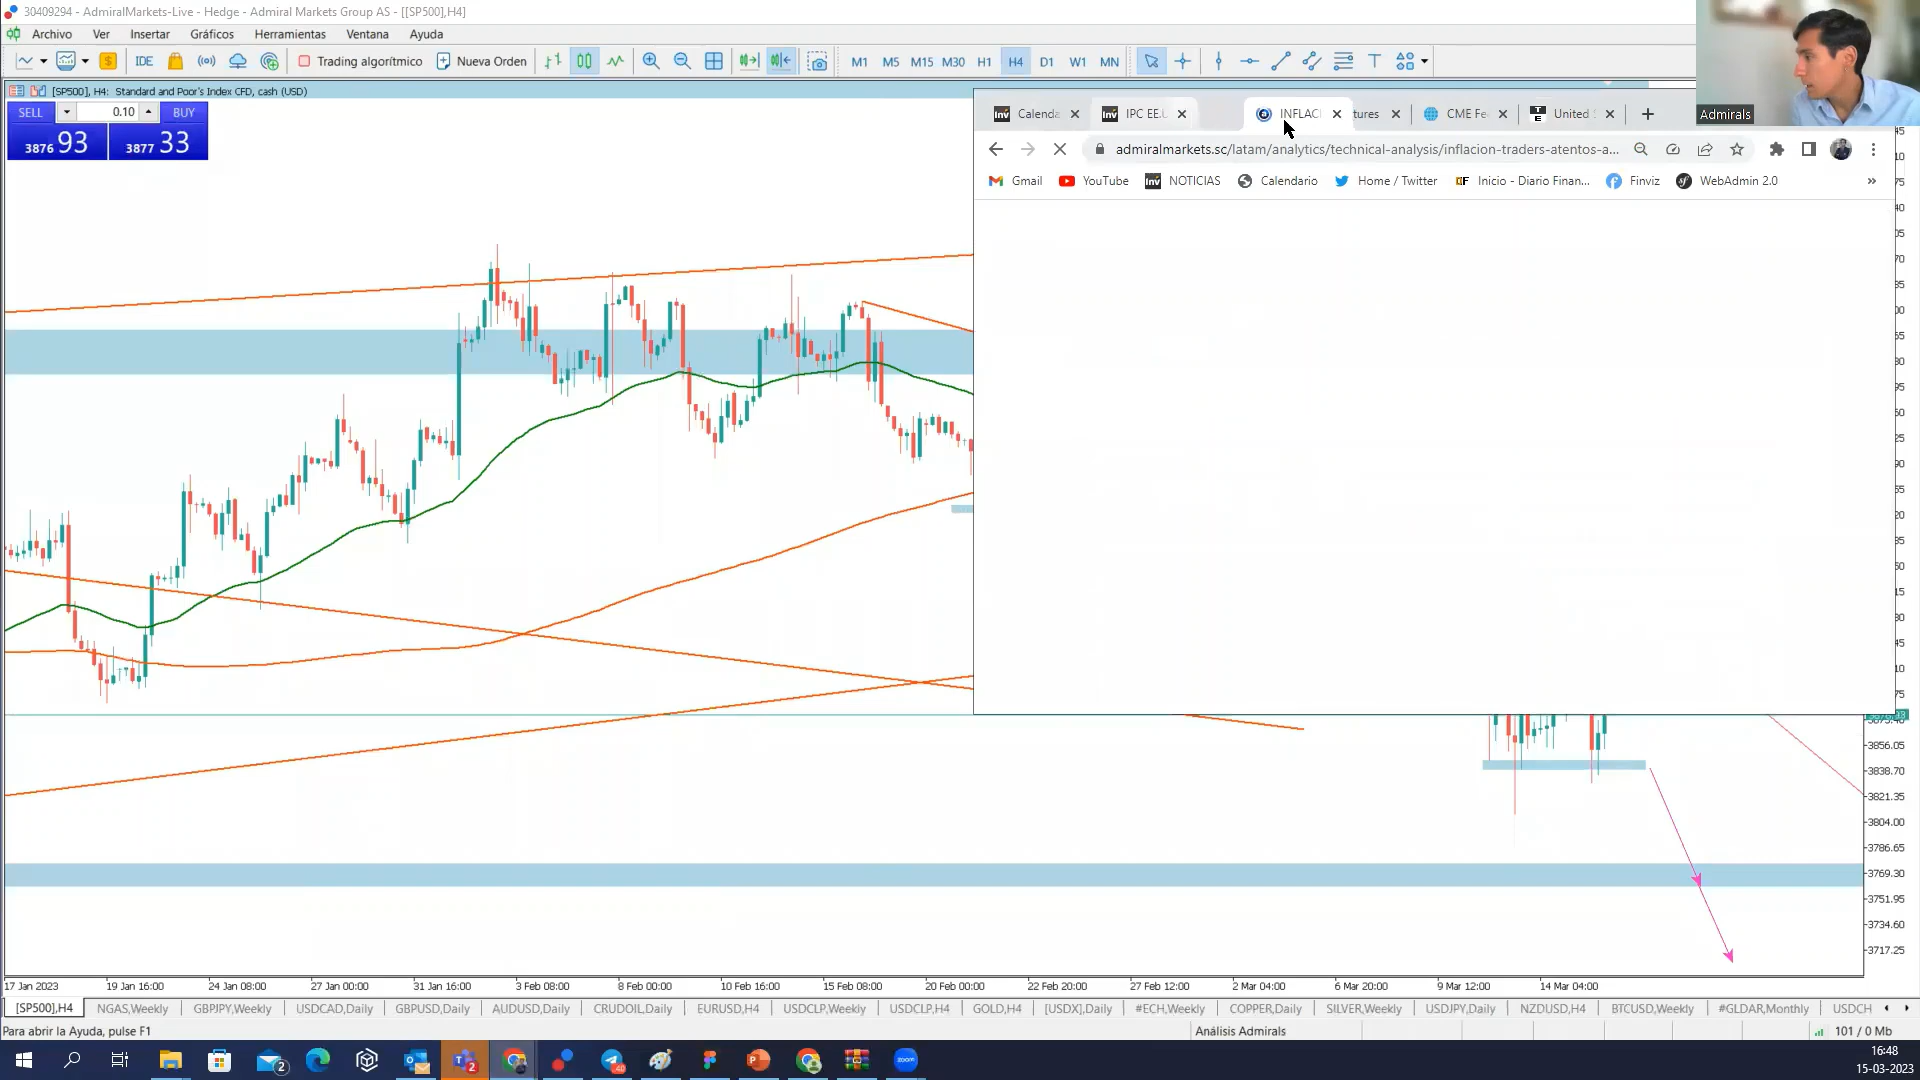 30409294 - AdmiralMarkets-Live - Hedge - Admiral Markets Group AS - [[SP500],H4]
Archivo Ver Insertar Gráficos Herramientas Ventana Ayuda
IDE Trading algorítmico Nueva Orden M1 M5 M15 M30 H1 H4 D1 W1 MN
[SP500], H4: Standard and Poor's Index CFD, cash (USD)
SELL 0.10 BUY
3876 93 3877 33
Admirals
Calenda IPC EE.U INFLACI tures CME Fe United
admiralmarkets.sc/latam/analytics/technical-analysis/inflacion-traders-atentos-a...
Gmail YouTube NOTICIAS Calendario Home / Twitter Inicio - Diario Finan... Finviz WebAdmin 2.0 »
3856.05
3838.70
3821.35
3804.00
3786.65
3769.30
3751.95
3734.60
3717.25
17 Jan 2023 19 Jan 16:00 24 Jan 08:00 27 Jan 00:00 31 Jan 16:00 3 Feb 08:00 8 Feb 00:00 10 Feb 16:00 15 Feb 08:00 20 Feb 00:00 22 Feb 20:00 27 Feb 12:00 2 Mar 04:00 6 Mar 20:00 9 Mar 12:00 14 Mar 04:00
[SP500],H4 NGAS,Weekly GBPJPY,Weekly USDCAD,Daily GBPUSD,Daily AUDUSD,Daily CRUDOIL,Daily EURUSD,H4 USDCLP,Weekly USDCLP,H4 GOLD,H4 [USDX],Daily #ECH,Weekly COPPER,Daily SILVER,Weekly USDJPY,Daily NZDUSD,H4 BTCUSD,Weekly #GLDAR,Monthly USDCH
Para abrir la Ayuda, pulse F1 Análisis Admirals 101 / 0 Mb
16:48
15-03-2023